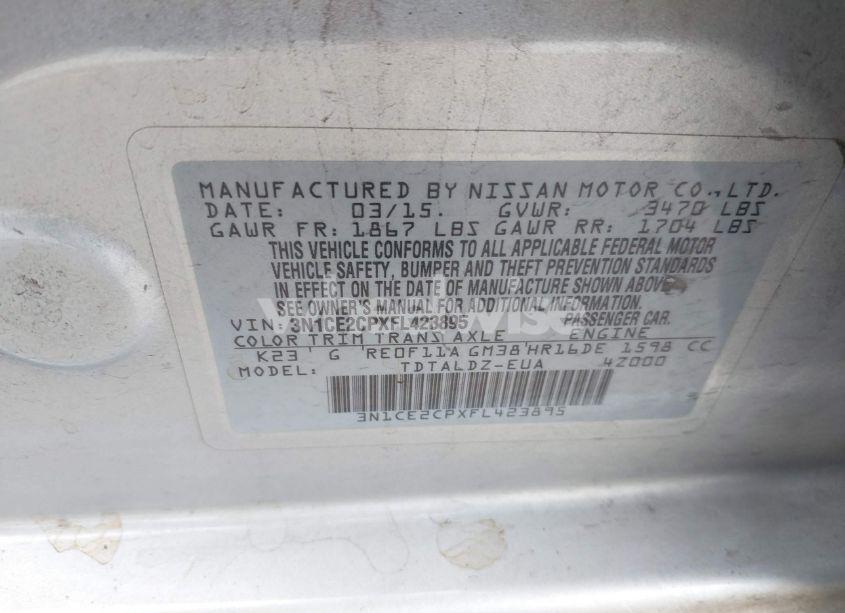 MANUFACTURED BY NISSAN MOTOR CO., LTD.
DATE: 03/15. GVWR: 3470 LBS
GAWR FR: 1867 LBS GAWR RR: 1704 LBS
THIS VEHICLE CONFORMS TO ALL APPLICABLE FEDERAL MOTOR
VEHICLE SAFETY, BUMPER AND THEFT PREVENTION STANDARDS
IN EFFECT ON THE DATE OF MANUFACTURE SHOWN ABOVE.
SEE OWNER'S MANUAL FOR ADDITIONAL INFORMATION.
VIN: 3N1CE2CPXFL423895 PASSENGER CAR.
COLOR TRIM TRANS AXLE ENGINE
K23 G RE0F11A GM38 HR16DE 1598 CC
MODEL: TDTALDZ-EUA 4Z000
3N1CE2CPXFL423895